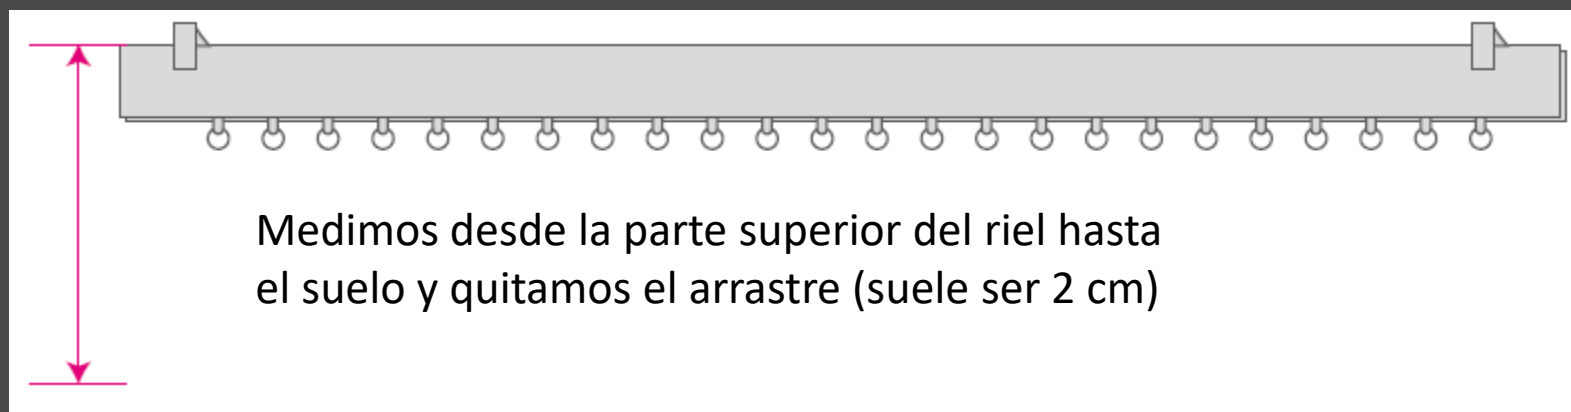 Medimos desde la parte superior del riel hasta
el suelo y quitamos el arrastre (suele ser 2 cm)